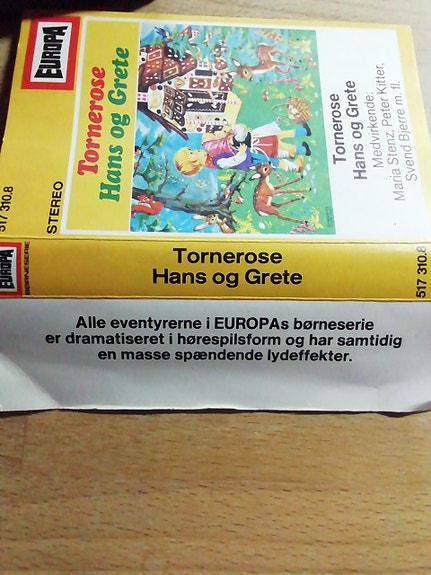 EUROPA
Tornerose
Hans og Grete
Tornerose
Hans og Grete
Medvirkende:
Maria Stenz, Peter Kitter,
Svend Bjerre m. fl.
STEREO
517 310.8
EUROPA
BØRNESERIE
Tornerose
Hans og Grete
517 310.8
Alle eventyrerne i EUROPAs børneserie
er dramatiseret i hørespilsform og har samtidig
en masse spændende lydeffekter.